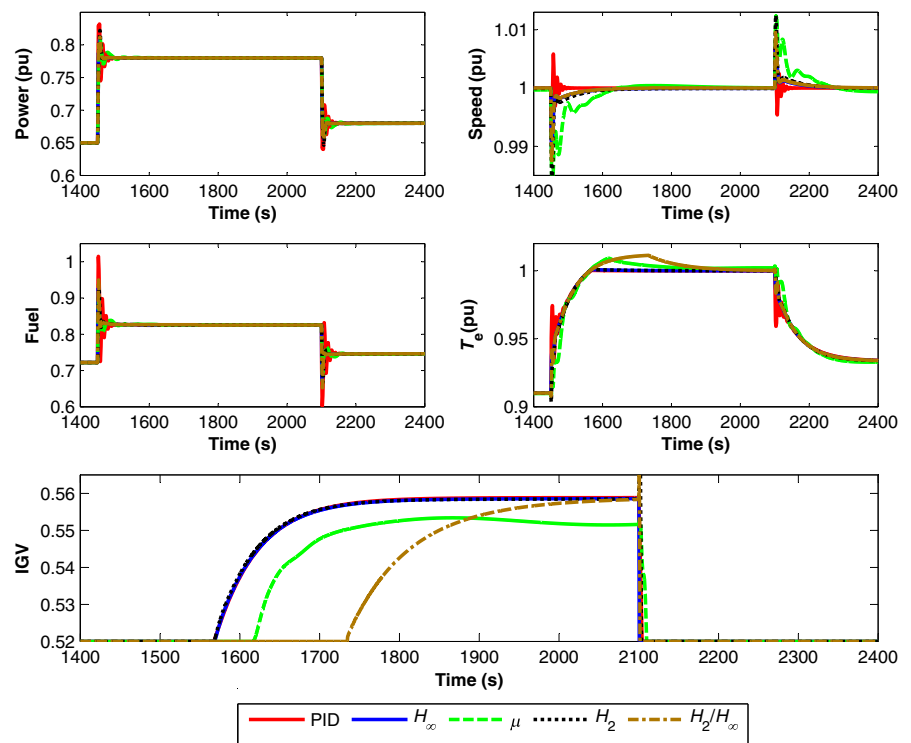 Power (pu)
0.8
0.75
0.7
0.65
0.6
1400 1600 1800 2000 2200 2400
Time (s)
Speed (pu)
1.01
1
0.99
1400 1600 1800 2000 2200 2400
Time (s)
Fuel
1
0.9
0.8
0.7
0.6
1400 1600 1800 2000 2200 2400
Time (s)
Te(pu)
1
0.95
0.9
1400 1600 1800 2000 2200 2400
Time (s)
IGV
0.56
0.55
0.54
0.53
0.52
1400 1500 1600 1700 1800 1900 2000 2100 2200 2300 2400
Time (s)
PID H∞ μ H2 H2/H∞